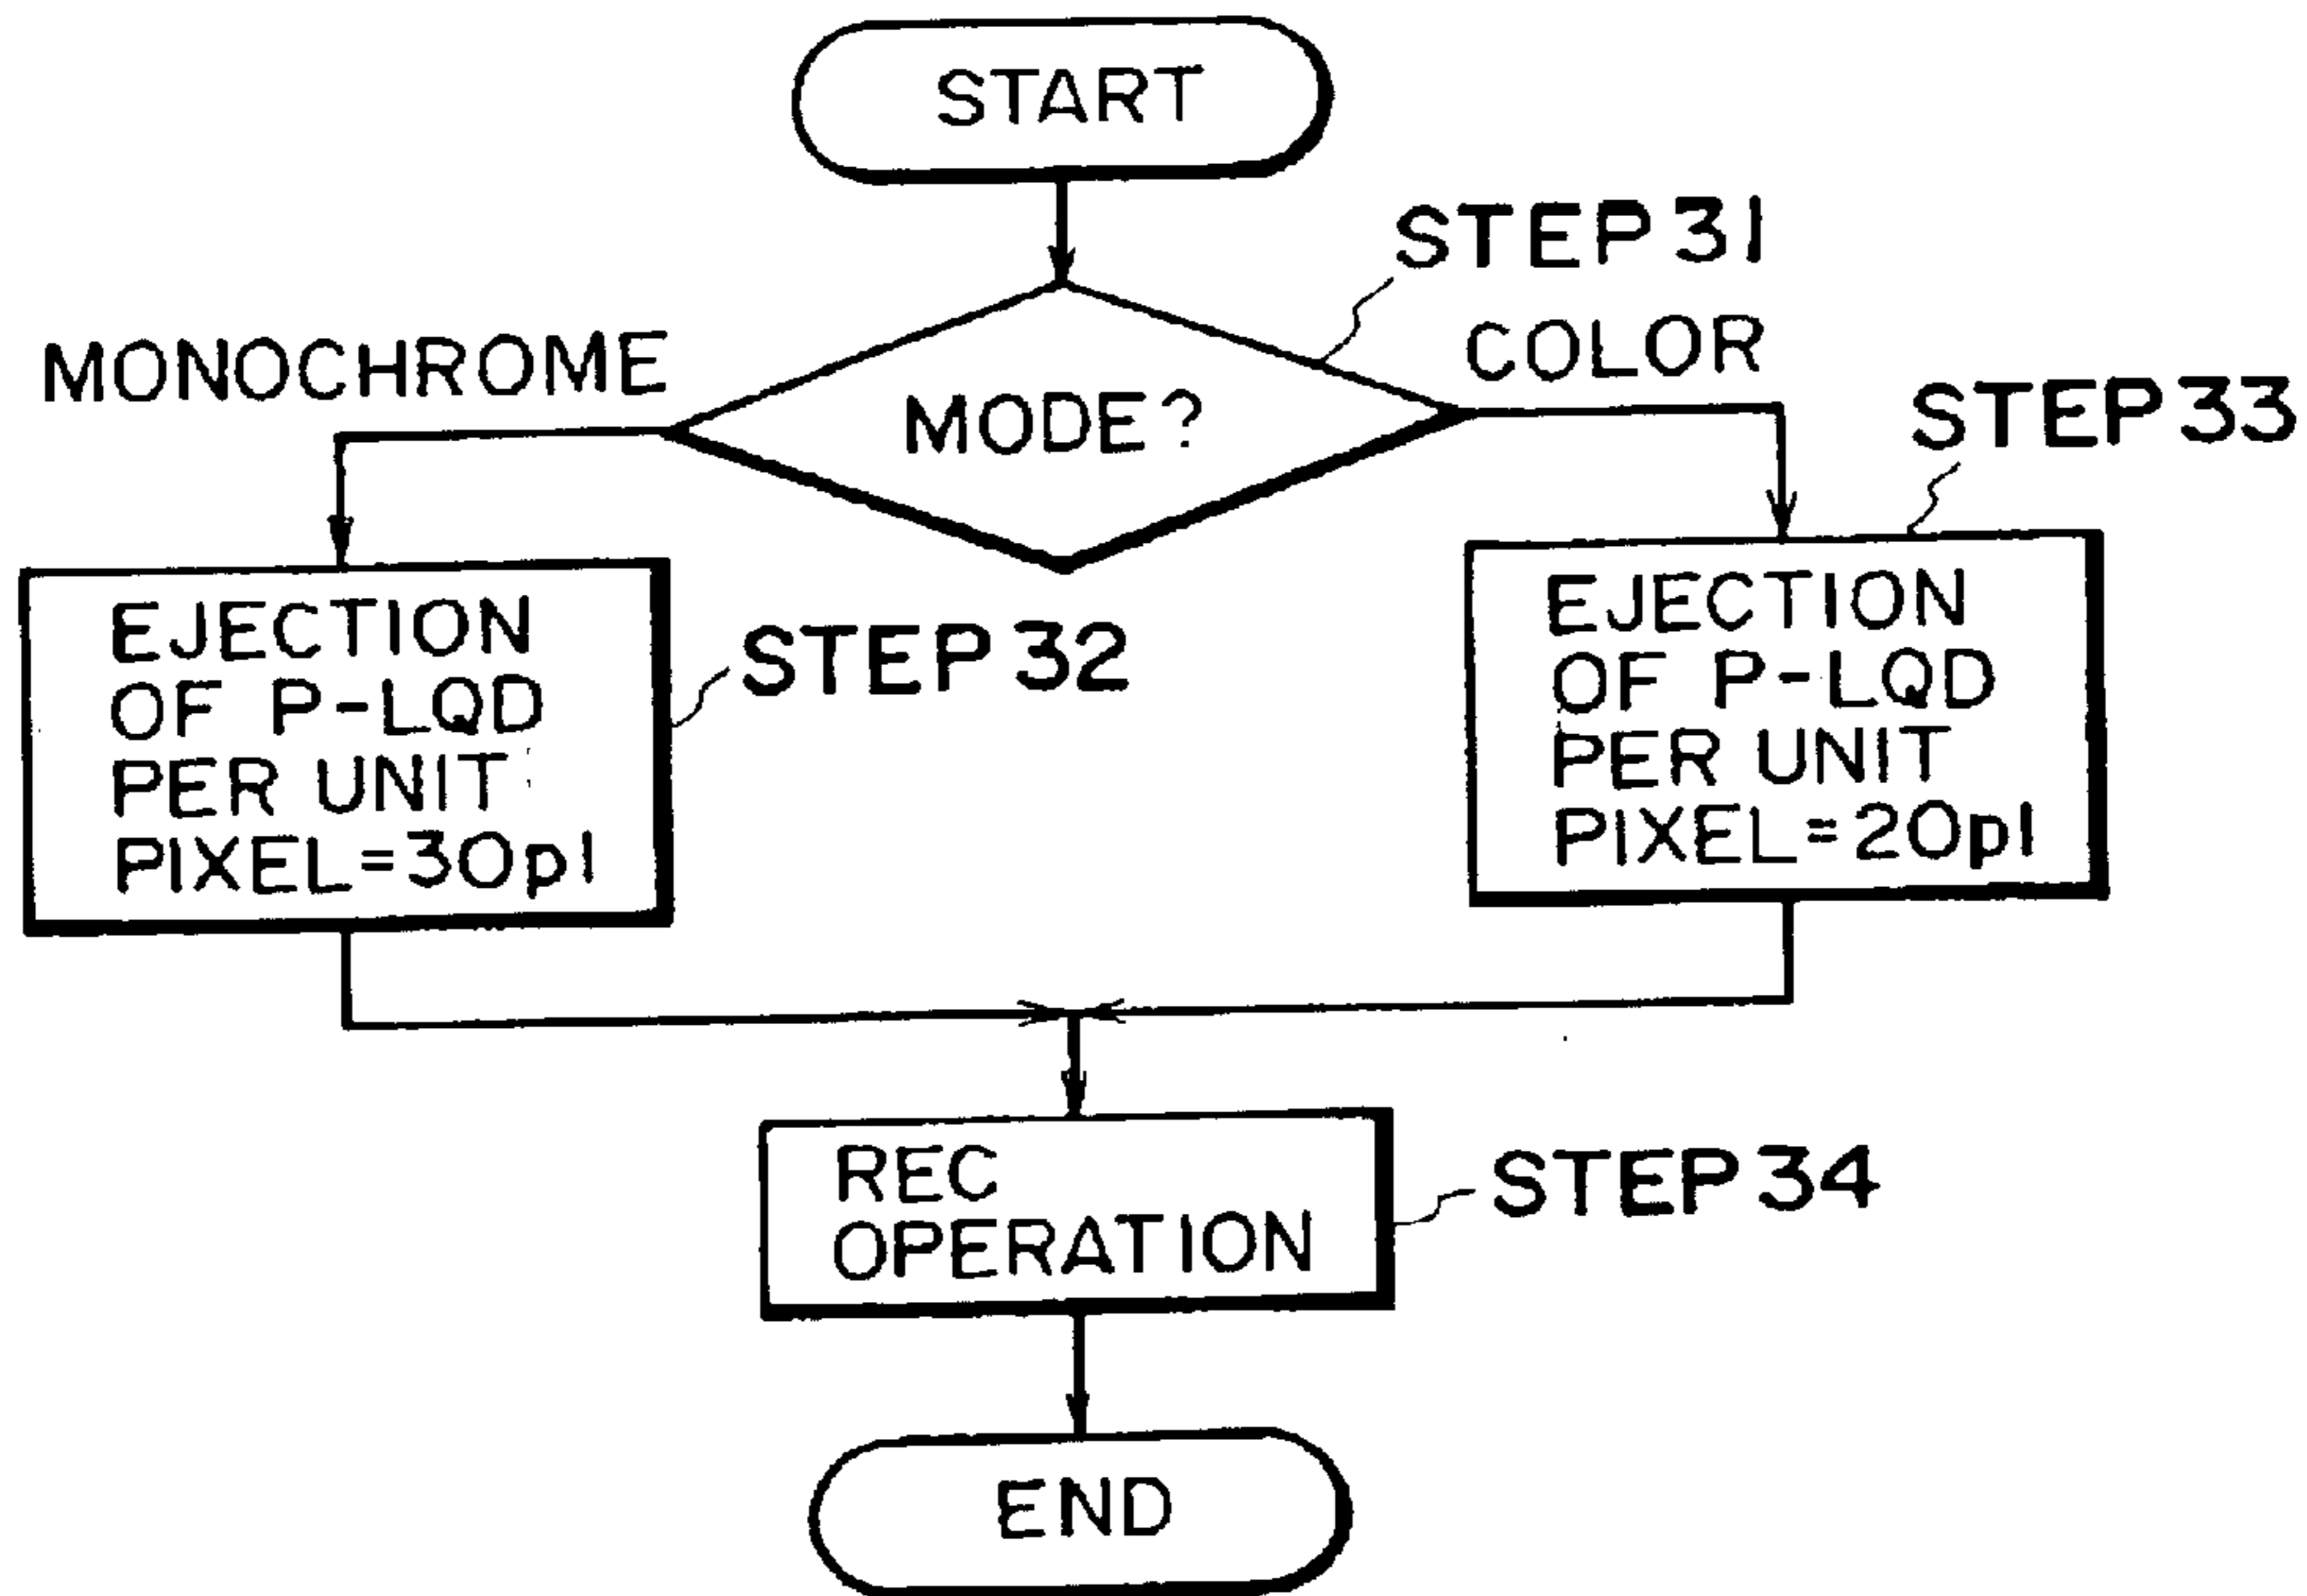 START
STEP 31
MONOCHROME
COLOR
MODE?
STEP 33
EJECTION
OF P-LQD
PER UNIT
PIXEL=30pl
STEP 32
EJECTION
OF P-LQD
PER UNIT
PIXEL=20pl
REC
OPERATION
STEP 34
END